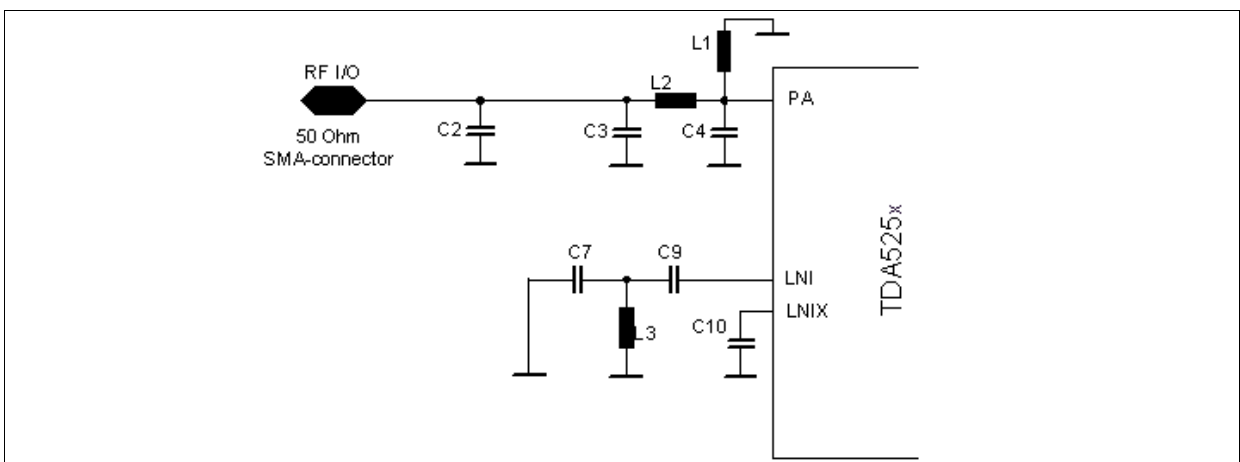 L1
RF I/O
L2
PA
C2
C3
C4
50 Ohm
SMA-connector
TDA525x
C7
C9
LNI
LNIX
C10
L3